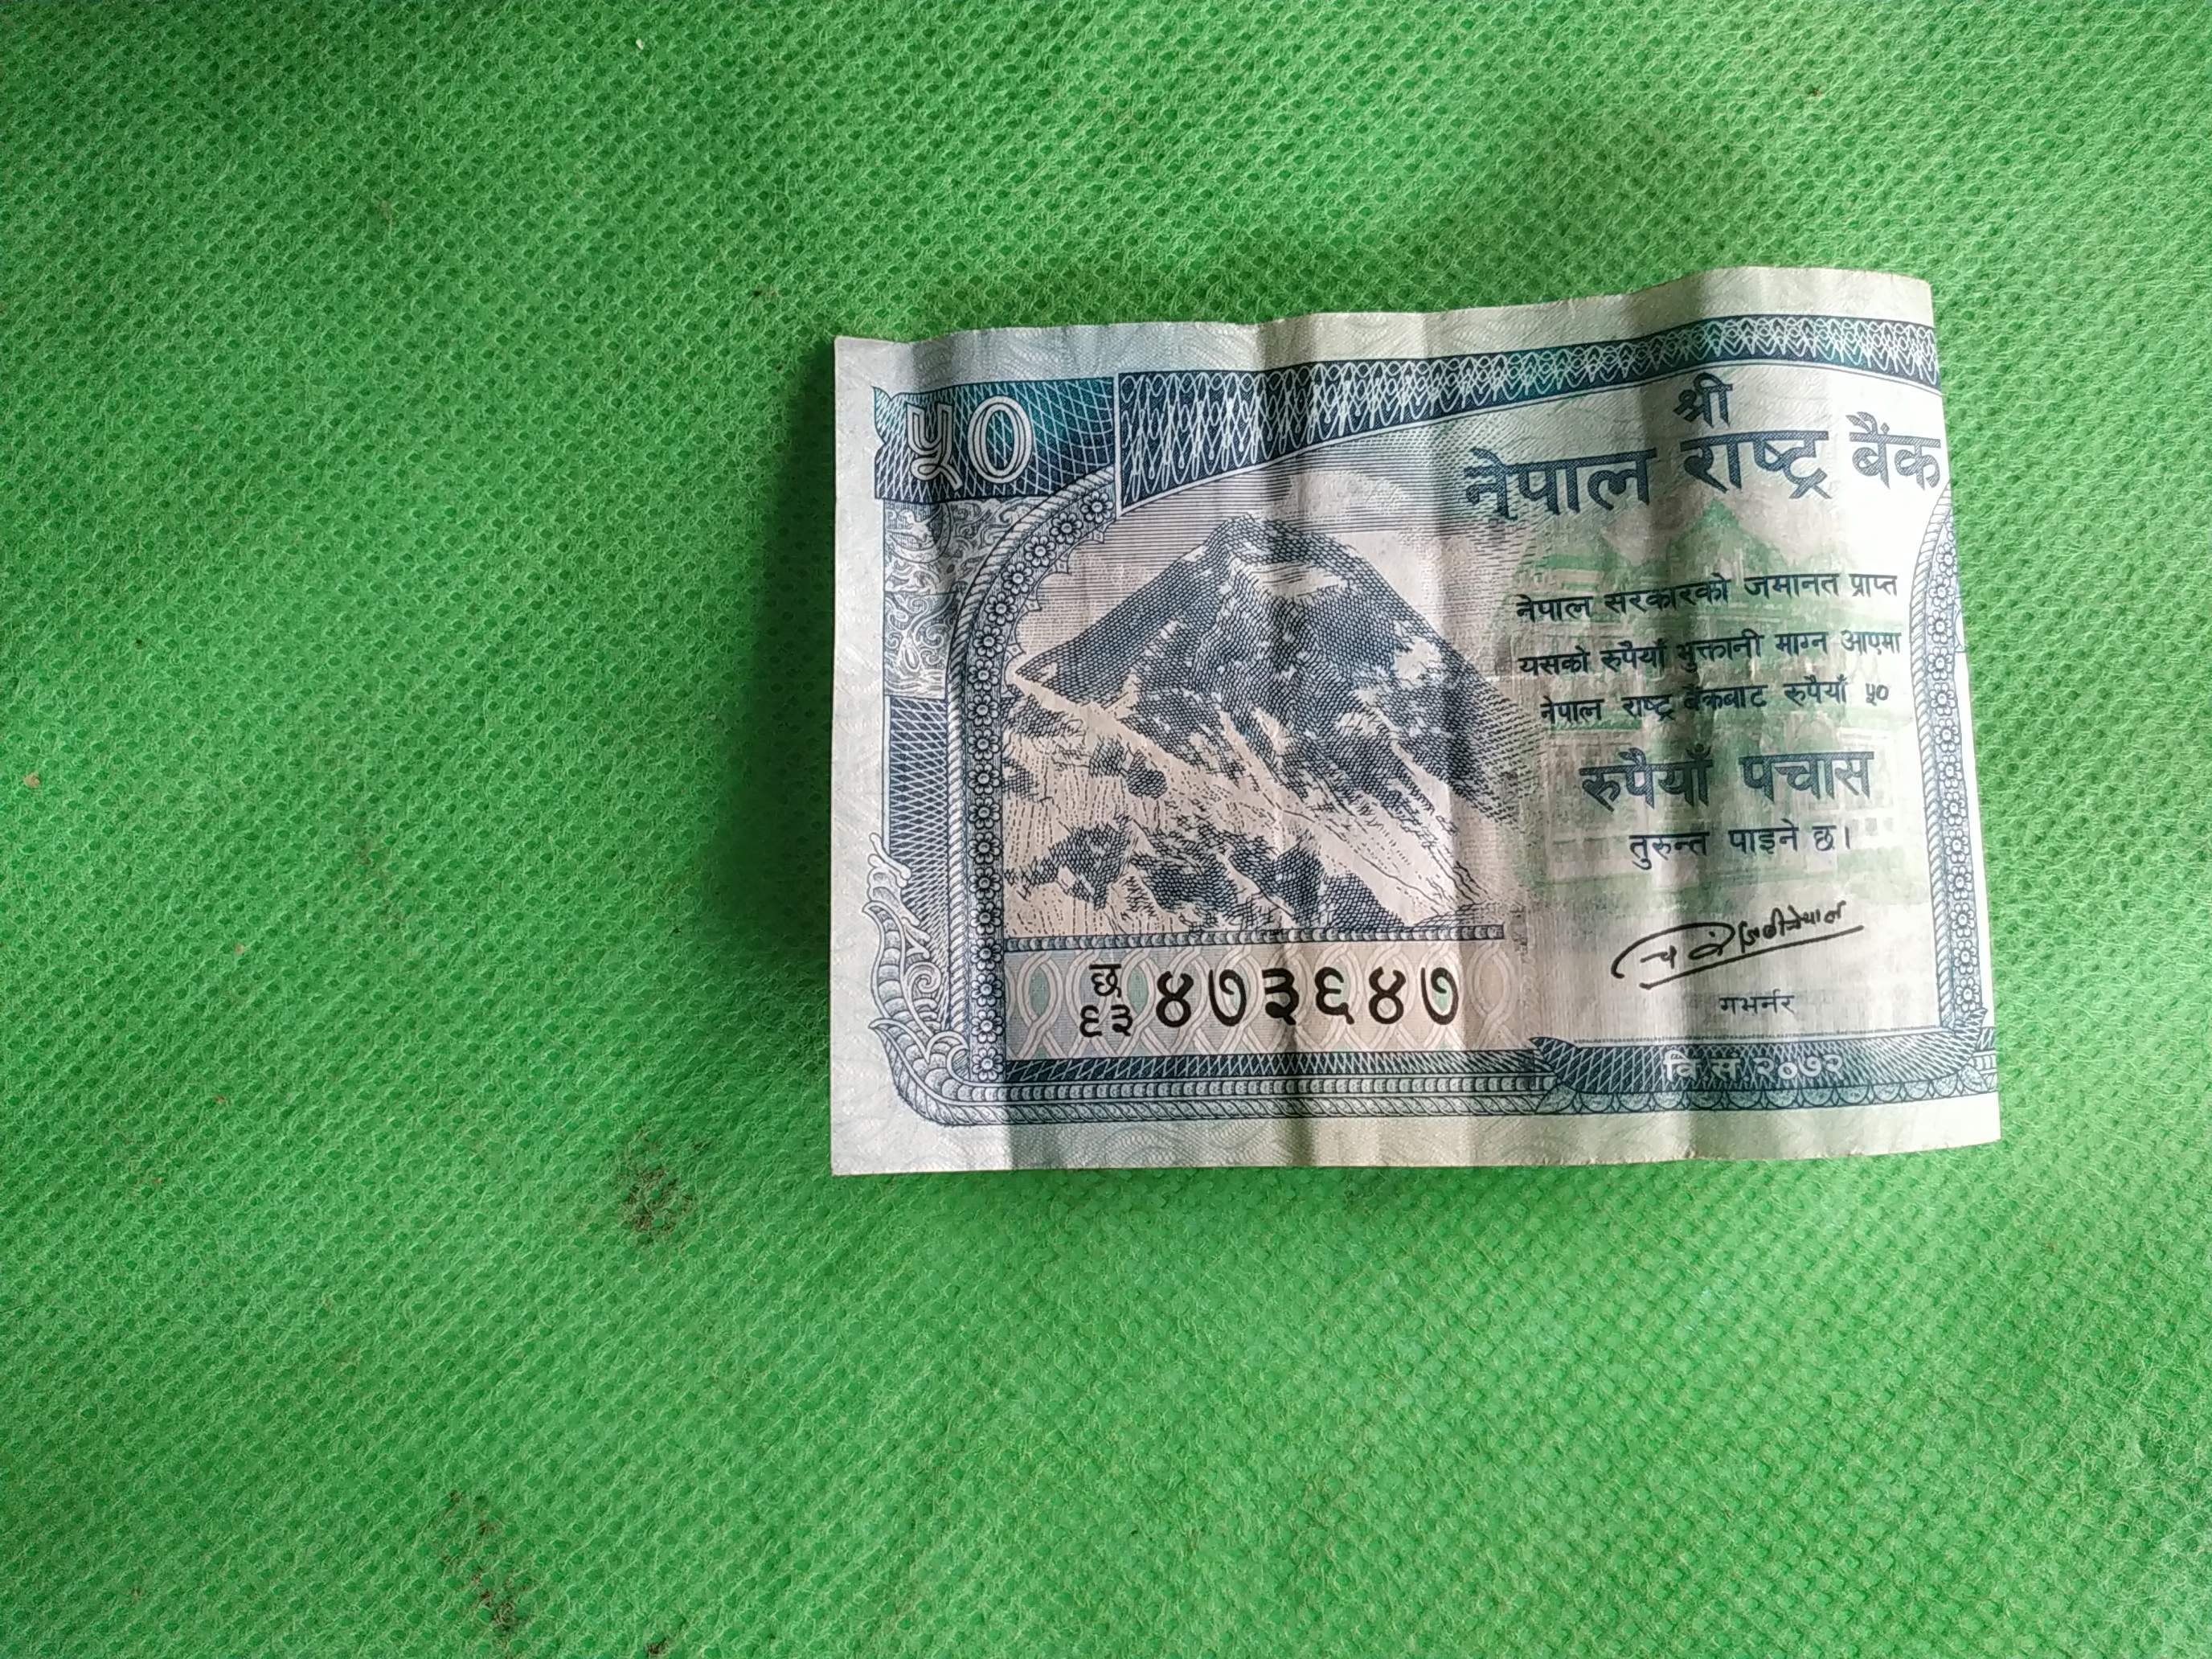 ५०
श्री
नेपाल राष्ट्र बैंक
नेपाल सरकारको जमानत प्राप्त
यसको रुपैयाँ भुक्तानी माग्न आएमा
नेपाल राष्ट्र बैंकबाट रुपैयाँ ५०
रुपैयाँ पचास
तुरुन्त पाइने छ।
गभर्नर
छ
६३ ४७३६४७
वि.सं. २०७२